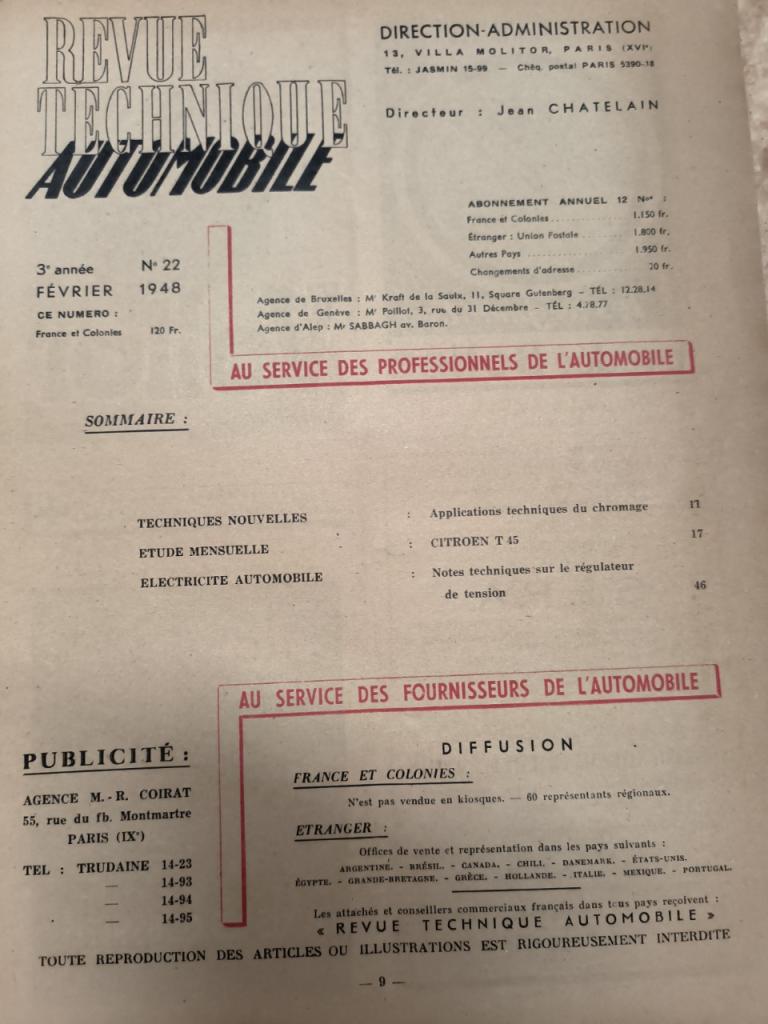 REVUE
TECHNIQUE
AUTOMOBILE
DIRECTION-ADMINISTRATION
13, VILLA MOLITOR, PARIS (XVIe)
Tél. : JASMIN 15-99 — Chèq. postal PARIS 5390-18
Directeur : Jean CHATELAIN
ABONNEMENT ANNUEL 12 Nos :
France et Colonies .............. 1.150 fr.
Étranger : Union Postale ........ 1.800 fr.
Autres Pays .................. 1.950 fr.
Changements d'adresse ........... 20 fr.
3e année No 22
FÉVRIER 1948
CE NUMERO :
France et Colonies 120 Fr.
Agence de Bruxelles : Mr Kraft de la Saulx, 11, Square Gutenberg — TÉL : 12.28.14
Agence de Genève : Mr Poillot, 3, rue du 31 Décembre — TÉL : 4.28.77
Agence d'Alep : Mr SABBAGH av. Baron.
AU SERVICE DES PROFESSIONNELS DE L'AUTOMOBILE
SOMMAIRE :
TECHNIQUES NOUVELLES : Applications techniques du chromage 11
ETUDE MENSUELLE : CITROEN T 45 17
ELECTRICITE AUTOMOBILE : Notes techniques sur le régulateur
de tension 46
AU SERVICE DES FOURNISSEURS DE L'AUTOMOBILE
PUBLICITÉ :
AGENCE M. - R. COIRAT
55, rue du fb. Montmartre
PARIS (IXe)
TEL : TRUDAINE 14-23
— 14-93
— 14-94
— 14-95
DIFFUSION
FRANCE ET COLONIES :
N'est pas vendue en kiosques. — 60 représentants régionaux.
ETRANGER :
Offices de vente et représentation dans les pays suivants :
ARGENTINE. - BRÉSIL. - CANADA. - CHILI. - DANEMARK. - ÉTATS-UNIS.
ÉGYPTE. - GRANDE-BRETAGNE. - GRÈCE. - HOLLANDE. - ITALIE. - MEXIQUE. - PORTUGAL.
Les attachés et conseillers commerciaux français dans tous pays reçoivent :
« REVUE TECHNIQUE AUTOMOBILE »
TOUTE REPRODUCTION DES ARTICLES OU ILLUSTRATIONS EST RIGOUREUSEMENT INTERDITE
— 9 —